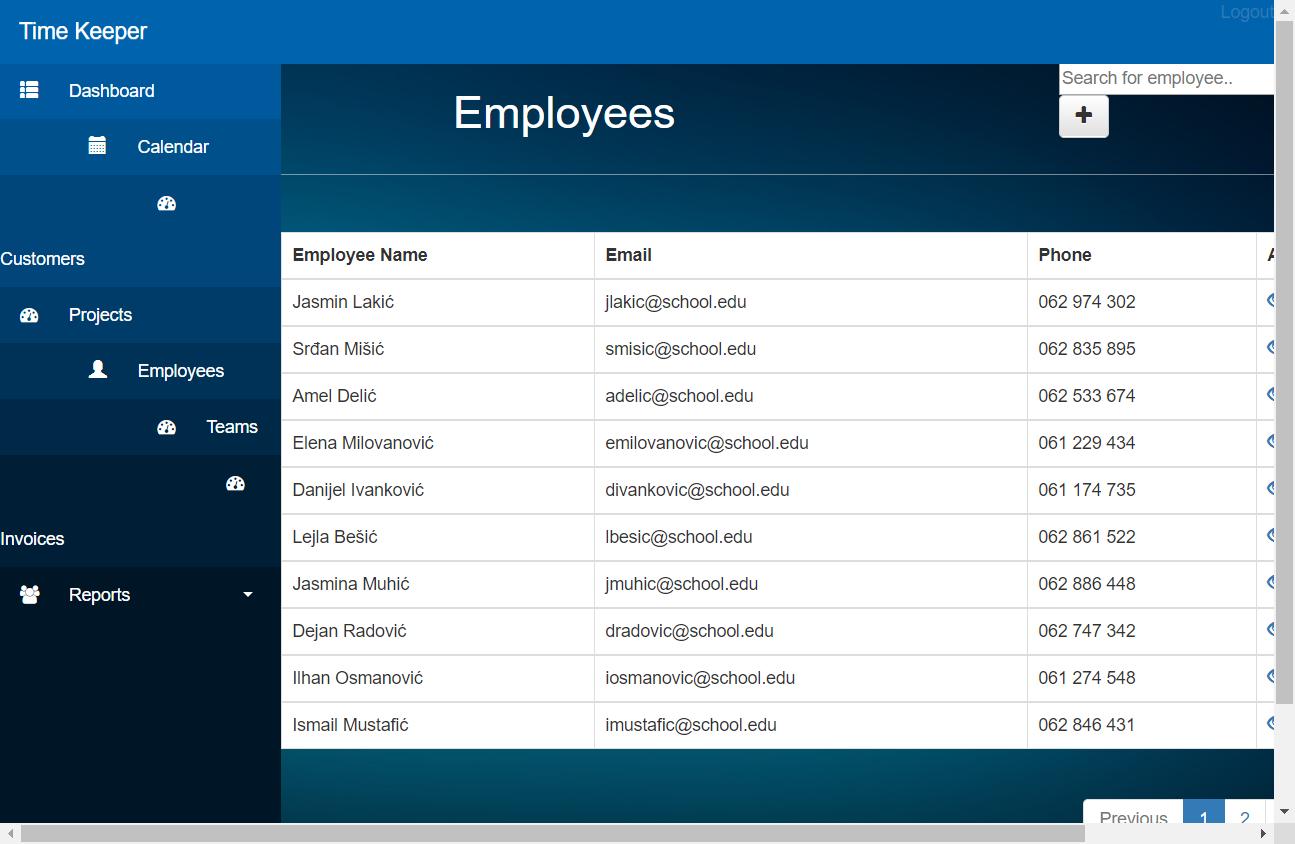 Time Keeper
Logout
Dashboard
Calendar
Customers
Projects
Employees
Teams
Invoices
Reports
Employees
Search for employee..
Employee Name Email Phone
Jasmin Lakić jlakic@school.edu 062 974 302
Srđan Mišić smisic@school.edu 062 835 895
Amel Delić adelic@school.edu 062 533 674
Elena Milovanović emilovanovic@school.edu 061 229 434
Danijel Ivanković divankovic@school.edu 061 174 735
Lejla Bešić lbesic@school.edu 062 861 522
Jasmina Muhić jmuhic@school.edu 062 886 448
Dejan Radović dradovic@school.edu 062 747 342
Ilhan Osmanović iosmanovic@school.edu 061 274 548
Ismail Mustafić imustafic@school.edu 062 846 431
Previous 1 2